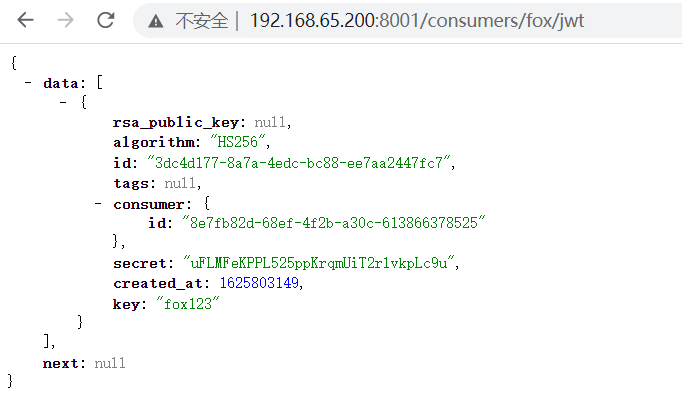 不安全 | 192.168.65.200:8001/consumers/fox/jwt
{
- data: [
- {
rsa_public_key: null,
algorithm: "HS256",
id: "3dc4d177-8a7a-4edc-bc88-ee7aa2447fc7",
tags: null,
- consumer: {
id: "8e7fb82d-68ef-4f2b-a30c-613866378525"
},
secret: "uFLMFeKPPL525ppKrqmUiT2r1vkpLc9u",
created_at: 1625803149,
key: "fox123"
}
],
next: null
}